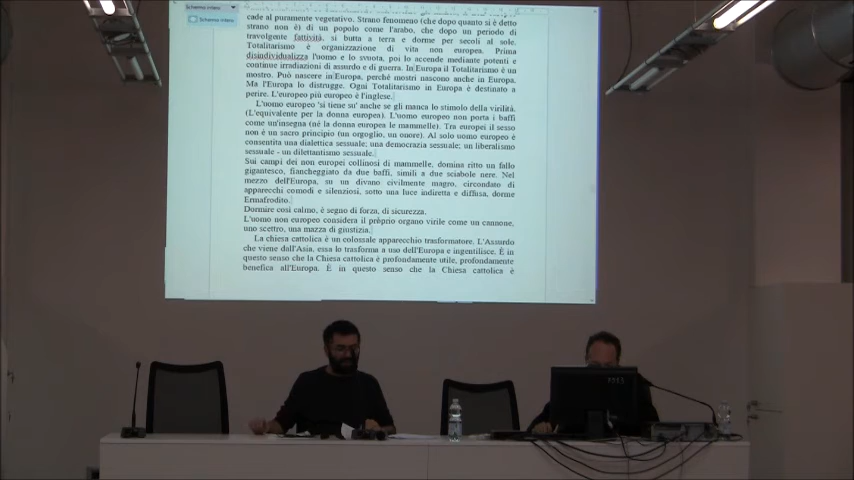 Schermo intero
Schermo intero
cade al puramente vegetativo. Strano fenomeno (che dopo quanto si è detto
strano non è) di un popolo come l'arabo, che dopo un periodo di
travolgente fattività, si butta a terra e dorme per secoli al sole.
Totalitarismo è organizzazione di vita non europea. Prima
disindividualizza l'uomo e lo svuota, poi lo accende mediante potenti e
continue irradiazioni di assurdo e di guerra. In Europa il Totalitarismo è un
mostro. Può nascere in Europa, perché mostri nascono anche in Europa.
Ma l'Europa lo distrugge. Ogni Totalitarismo in Europa è destinato a
perire. L'europeo più europeo è l'inglese.
L'uomo europeo 'si tiene su' anche se gli manca lo stimolo della virilità.
(L'equivalente per la donna europea). L'uomo europeo non porta i baffi
come un'insegna (né la donna europea le mammelle). Tra europei il sesso
non è un sacro principio (un orgoglio, un onore). Al solo uomo europeo è
consentita una dialettica sessuale; una democrazia sessuale; un liberalismo
sessuale - un dilettantismo sessuale.
Sui campi dei non europei collinosi di mammelle, domina ritto un fallo
gigantesco, fiancheggiato da due baffi, simili a due sciabole nere. Nel
mezzo dell'Europa, su un divano civilmente magro, circondato di
apparecchi comodi e silenziosi, sotto una luce indiretta e diffusa, dorme
Ermafrodito.
Dormire così calmo, è segno di forza, di sicurezza.
L'uomo non europeo considera il proprio organo virile come un cannone,
uno scettro, una mazza di giustizia.
La chiesa cattolica è un colossale apparecchio trasformatore. L'Assurdo
che viene dall'Asia, essa lo trasforma a uso dell'Europa e ingentilisce. È in
questo senso che la Chiesa cattolica è profondamente utile, profondamente
benefica all'Europa. È in questo senso che la Chiesa cattolica è